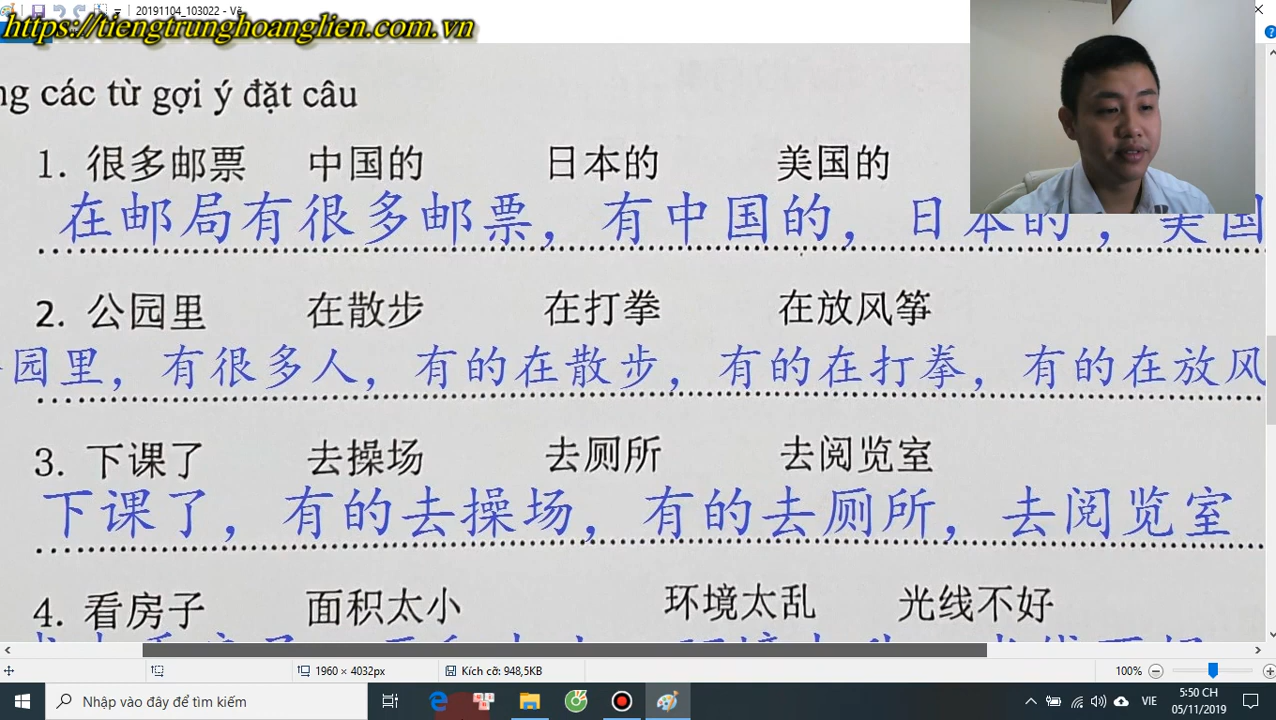 20191104_103022 - Vẽ
https://tiengtrunghoanglien.com.vn
ng các từ gợi ý đặt câu
1. 很多邮票 中国的 日本的 美国的
在邮局有很多邮票，有中国的，日本的，美国
2. 公园里 在散步 在打拳 在放风筝
园里，有很多人，有的在散步，有的在打拳，有的在放风
3. 下课了 去操场 去厕所 去阅览室
下课了，有的去操场，有的去厕所，去阅览室
4. 看房子 面积太小 环境太乱 光线不好
1960 × 4032px Kích cỡ: 948,5KB 100%
Nhập vào đây để tìm kiếm
VIE
5:50 CH
05/11/2019